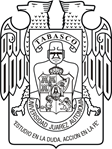 TABASCO
UNIVERSIDAD JUAREZ AUTONOMA
"ESTUDIO EN LA DUDA, ACCION EN LA FE"